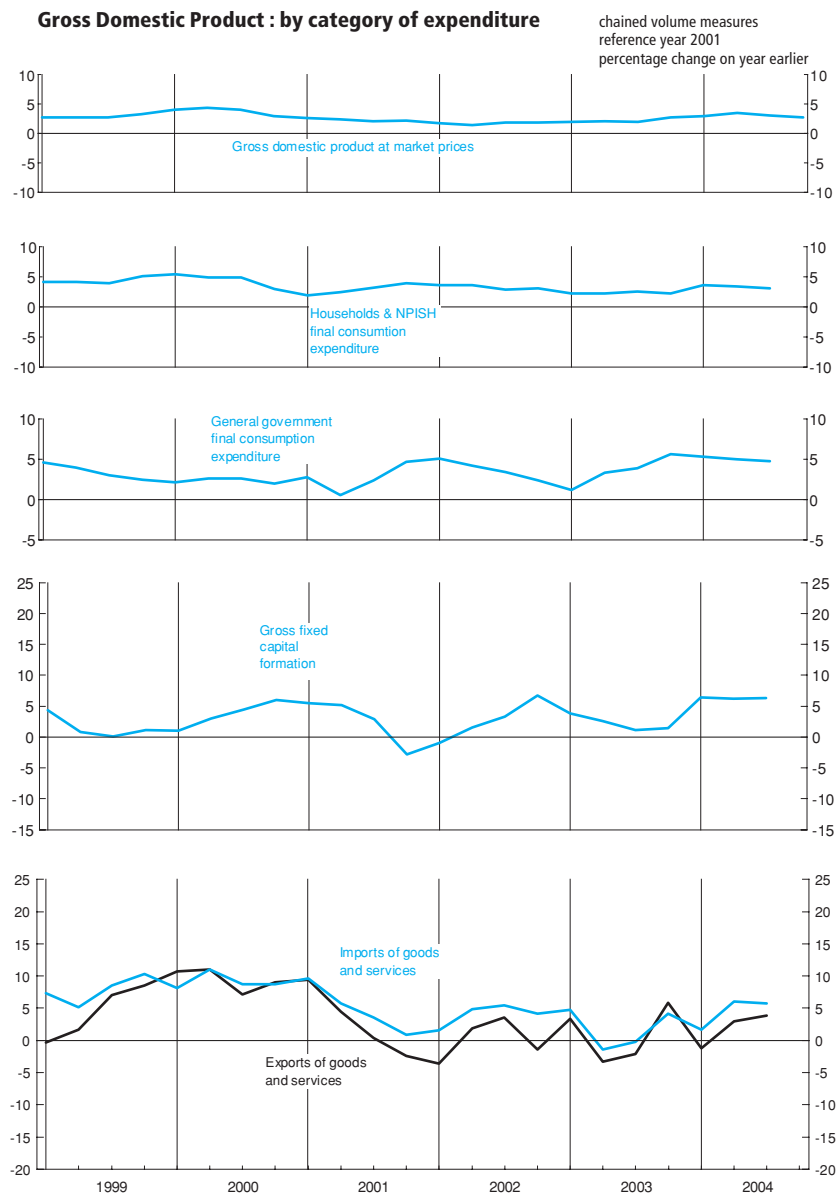 Gross Domestic Product : by category of expenditure
chained volume measures
reference year 2001
percentage change on year earlier
10 10
5 5
0 0
-5 -5
-10 -10
Gross domestic product at market prices
10 10
5 5
0 0
-5 -5
-10 -10
Households & NPISH
final consumtion
expenditure
10 10
5 5
0 0
-5 -5
General government
final consumption
expenditure
25 25
20 20
15 15
10 10
5 5
0 0
-5 -5
-10 -10
-15 -15
Gross fixed
capital
formation
25 25
20 20
15 15
10 10
5 5
0 0
-5 -5
-10 -10
-15 -15
-20 -20
Imports of goods
and services
Exports of goods
and services
1999 2000 2001 2002 2003 2004